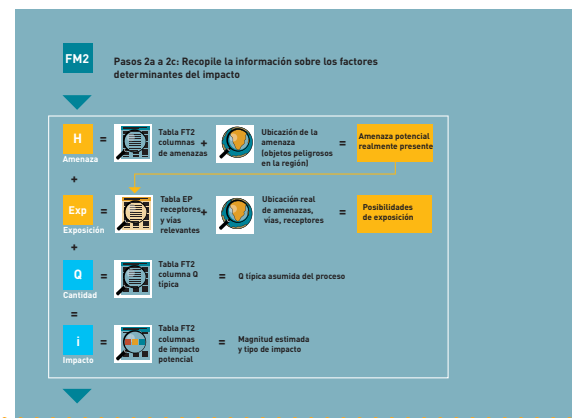 FM2
Pasos 2a a 2c: Recopile la información sobre los factores
determinantes del impacto
H
Amenaza
=
Tabla FT2
columnas
de amenazas
+
Ubicazión de la
amenaza
(objetos peligrosos
en la región)
=
Amenaza potencial
realmente presente
+
Exp
Exposición
=
Tabla EP
receptores
y vías
relevantes
+
Ubicación real
de amenazas,
vías, receptores
=
Posibilidades
de exposición
+
Q
Cantidad
=
Tabla FT2
columna Q
típica
=
Q típica asumida del proceso
=
i
Impacto
=
Tabla FT2
columnas
de impacto
potencial
=
Magnitud estimada
y tipo de impacto